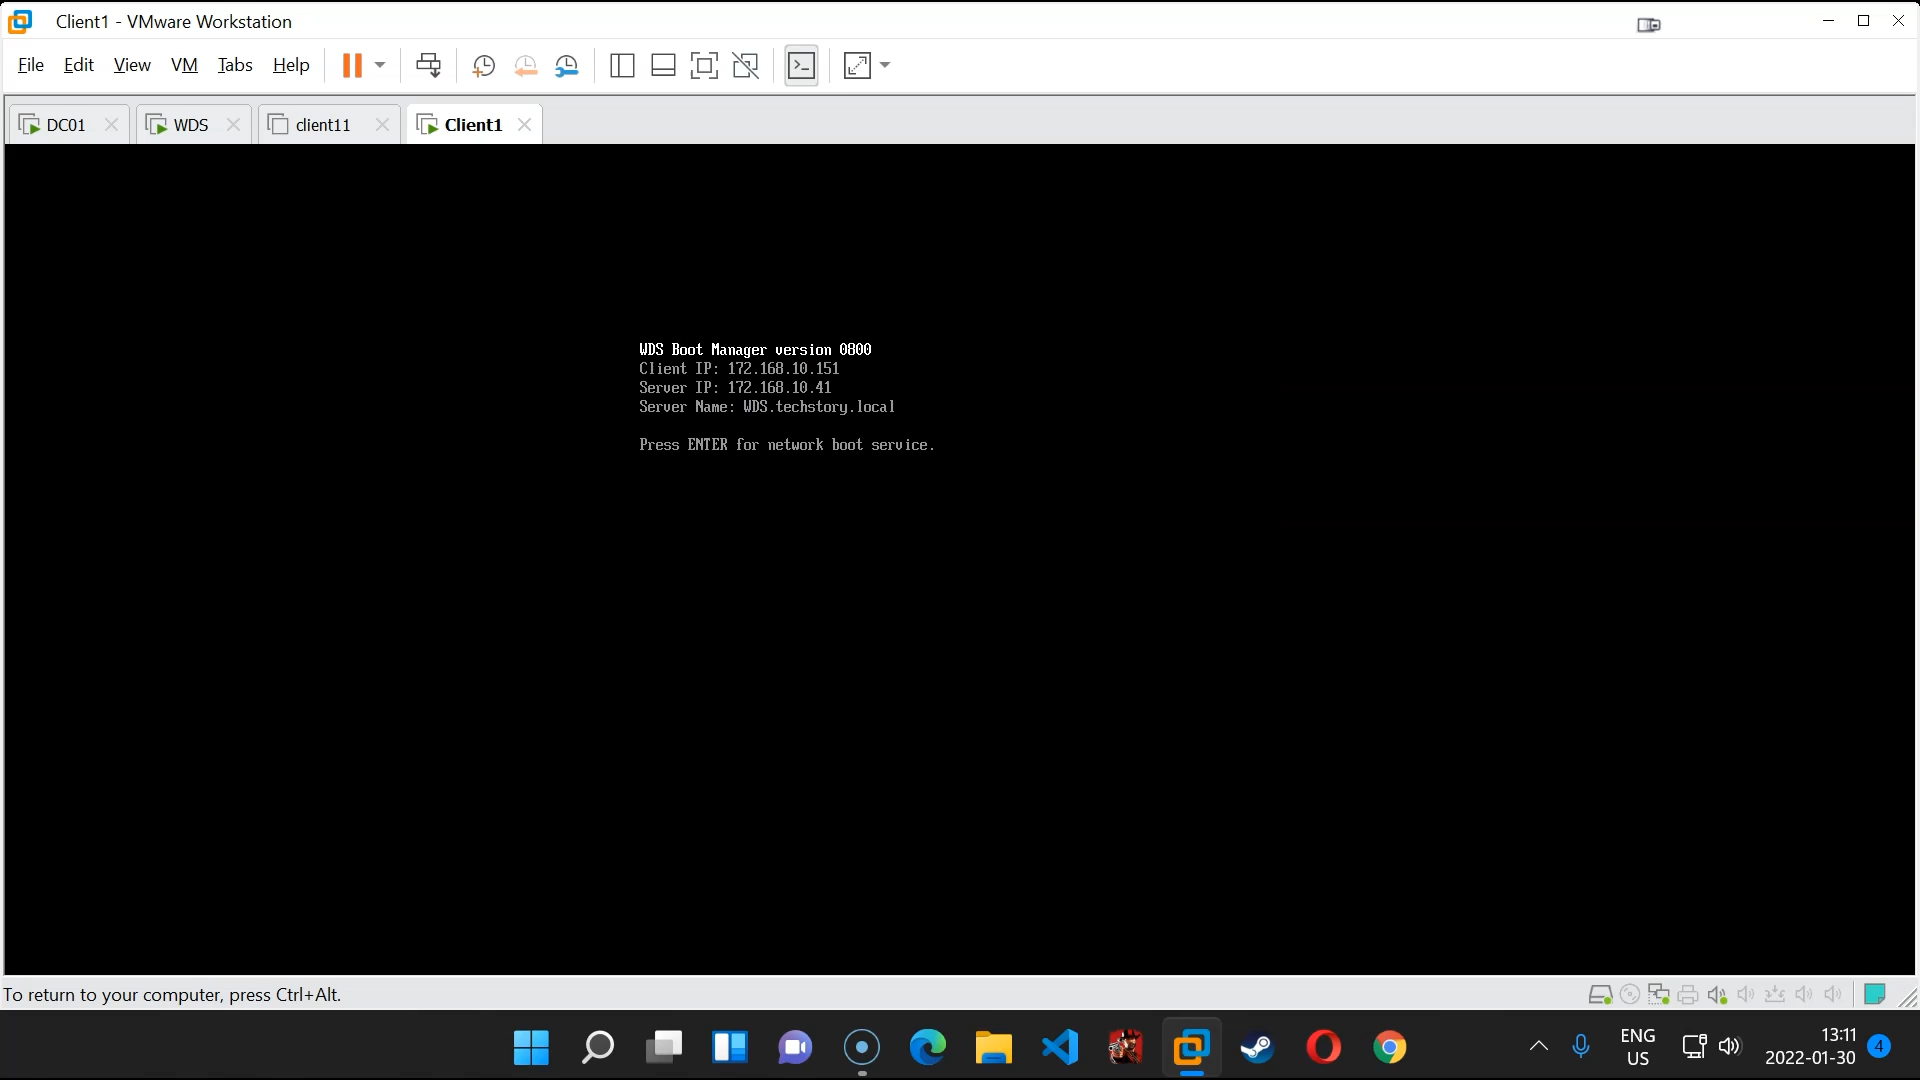 Client1 - VMware Workstation
File Edit View VM Tabs Help
DC01 WDS client11 Client1
WDS Boot Manager version 0800
Client IP: 172.168.10.151
Server IP: 172.168.10.41
Server Name: WDS.techstory.local
Press ENTER for network boot service.
To return to your computer, press Ctrl+Alt.
ENG
US
13:11
2022-01-30
4